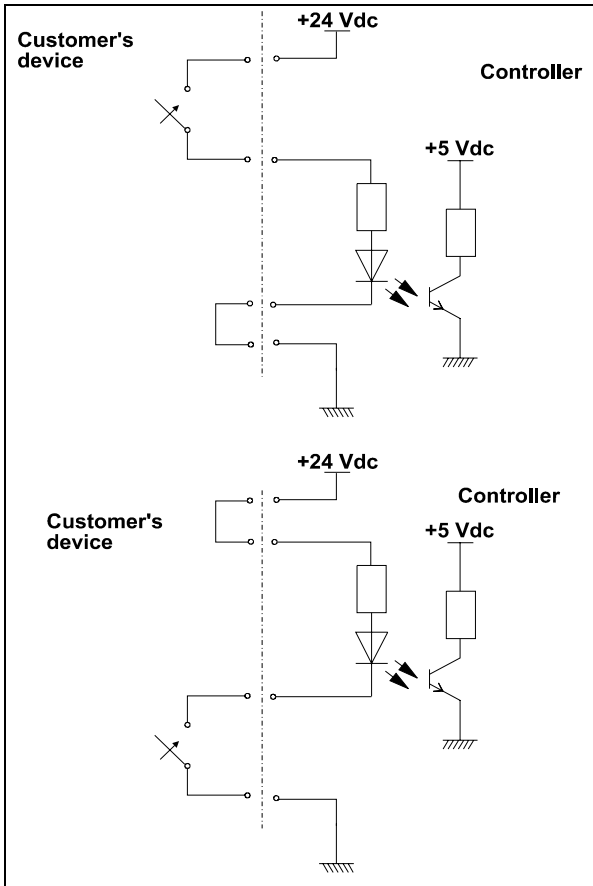 +24 Vdc
Customer's
device
Controller
+5 Vdc
+24 Vdc
Controller
Customer's
device
+5 Vdc